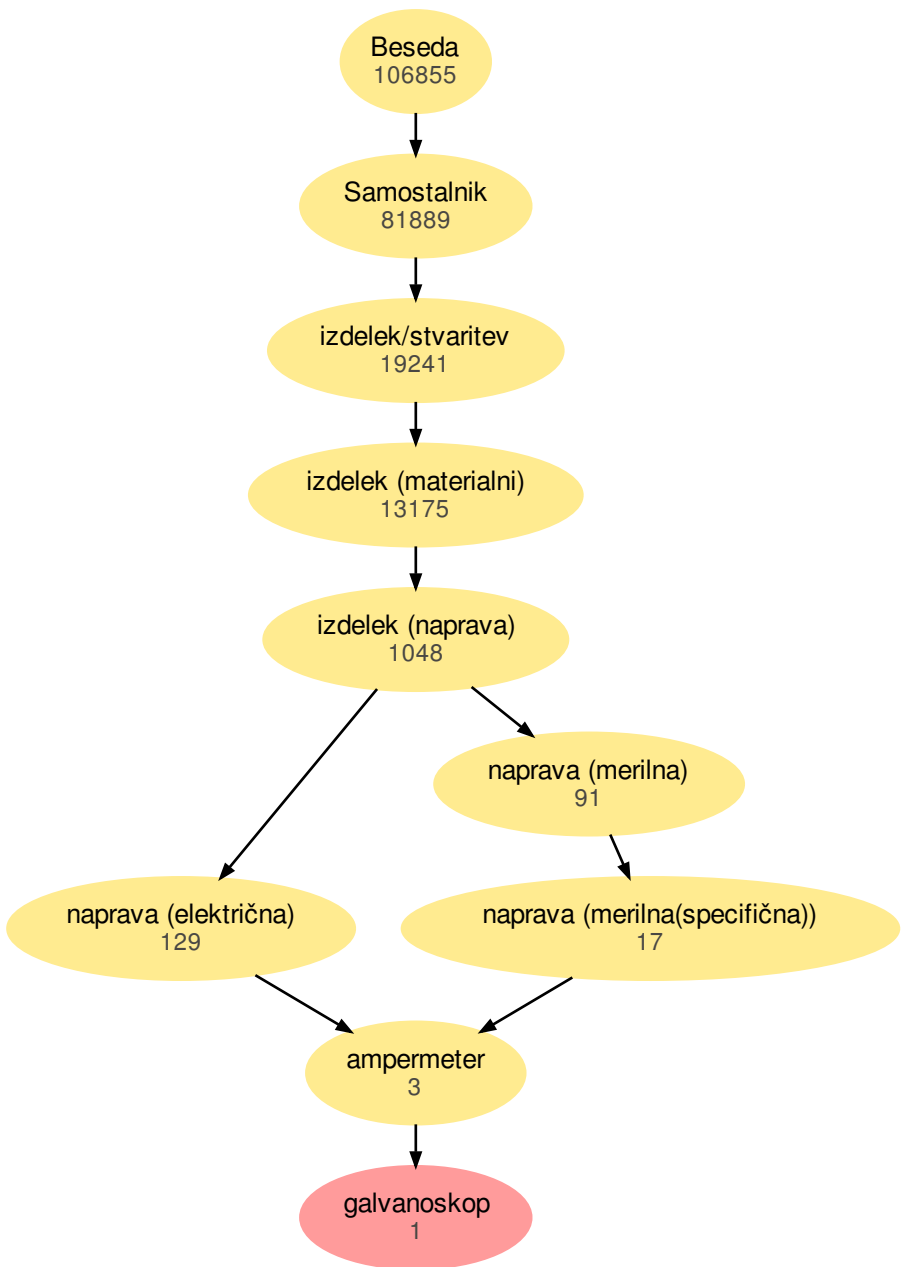 Beseda
106855
Samostalnik
81889
izdelek/stvaritev
19241
izdelek (materialni)
13175
izdelek (naprava)
1048
naprava (merilna)
91
naprava (električna)
129
naprava (merilna(specifična))
17
ampermeter
3
galvanoskop
1